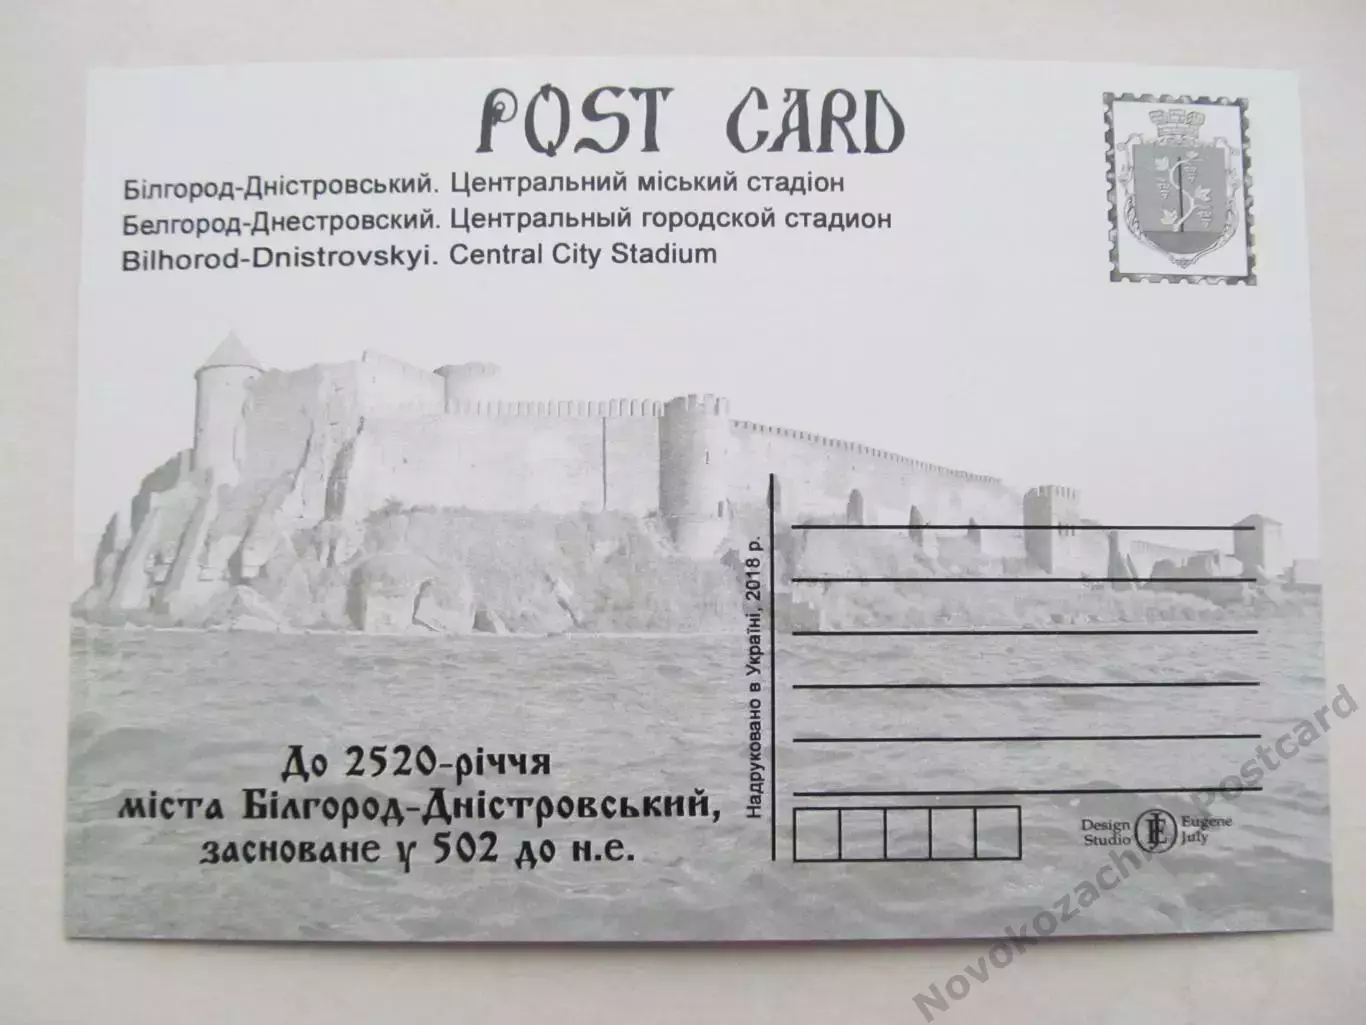 POST CARD
Білгород-Дністровський. Центральний міський стадіон
Белгород-Днестровский. Центральный городской стадион
Bilhorod-Dnistrovskyi. Central City Stadium
До 2520-річчя
міста Білгород-Дністровський,
засноване у 502 до н.е.
Надруковано в Україні, 2018 р.
Design
Studio
Eugene
July
Novokozachi Postcard